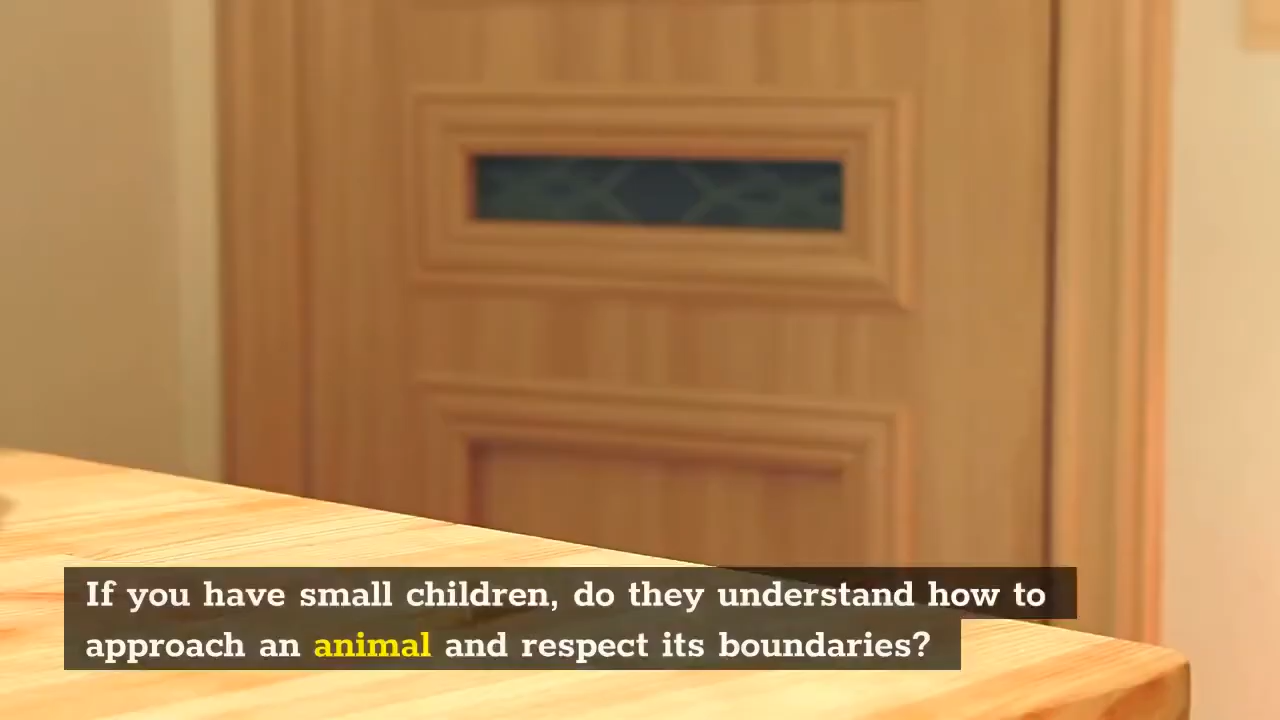 If you have small children, do they understand how to
approach an animal and respect its boundaries?